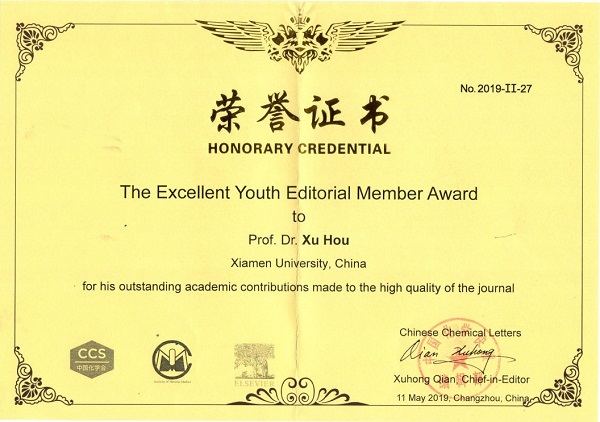 No. 2019-II-27
荣誉证书
HONORARY CREDENTIAL
The Excellent Youth Editorial Member Award
to
Prof. Dr. Xu Hou
Xiamen University, China
for his outstanding academic contributions made to the high quality of the journal
Chinese Chemical Letters
Qian Xuhong
Xuhong Qian, Chief-in-Editor
11 May 2019, Changzhou, China
CCS
中国化学会
ELSEVIER